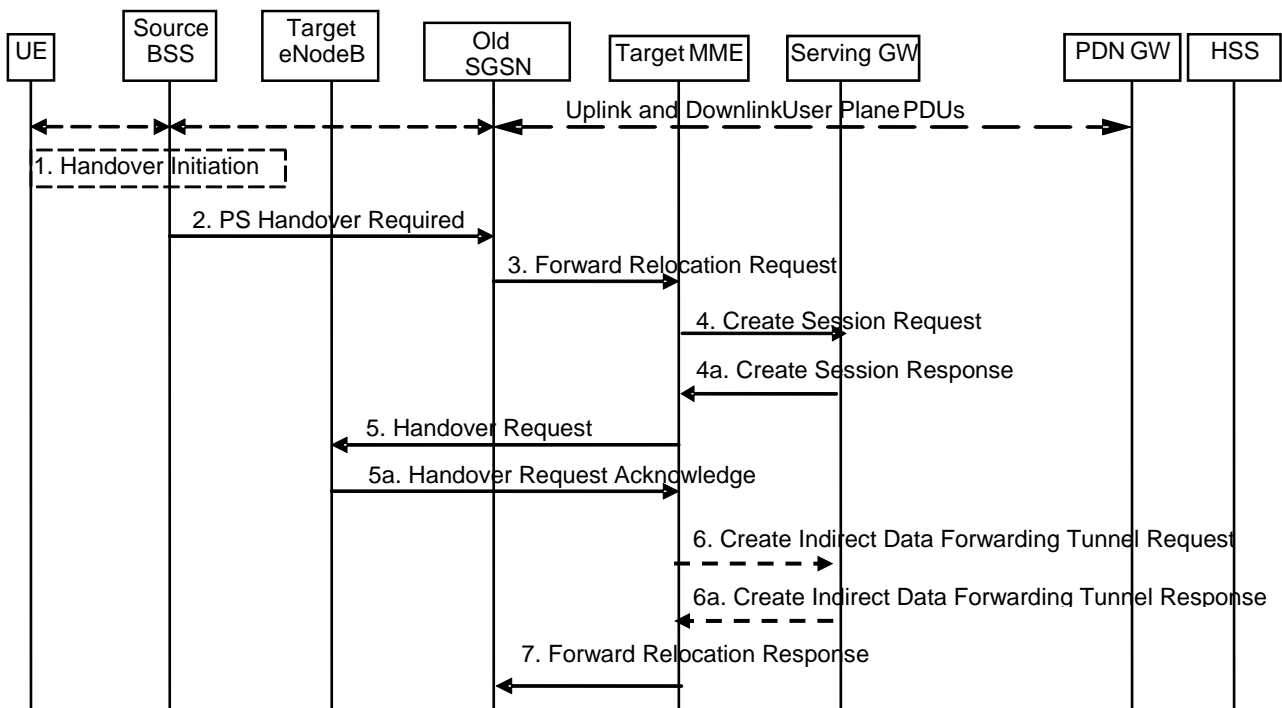 UE
Source
BSS
Target
eNodeB
Old
SGSN
Target MME
Serving GW
PDN GW
HSS
Uplink and DownlinkUser Plane PDUs
1. Handover Initiation
2. PS Handover Required
3. Forward Relocation Request
4. Create Session Request
4a. Create Session Response
5. Handover Request
5a. Handover Request Acknowledge
6. Create Indirect Data Forwarding Tunnel Request
6a. Create Indirect Data Forwarding Tunnel Response
7. Forward Relocation Response